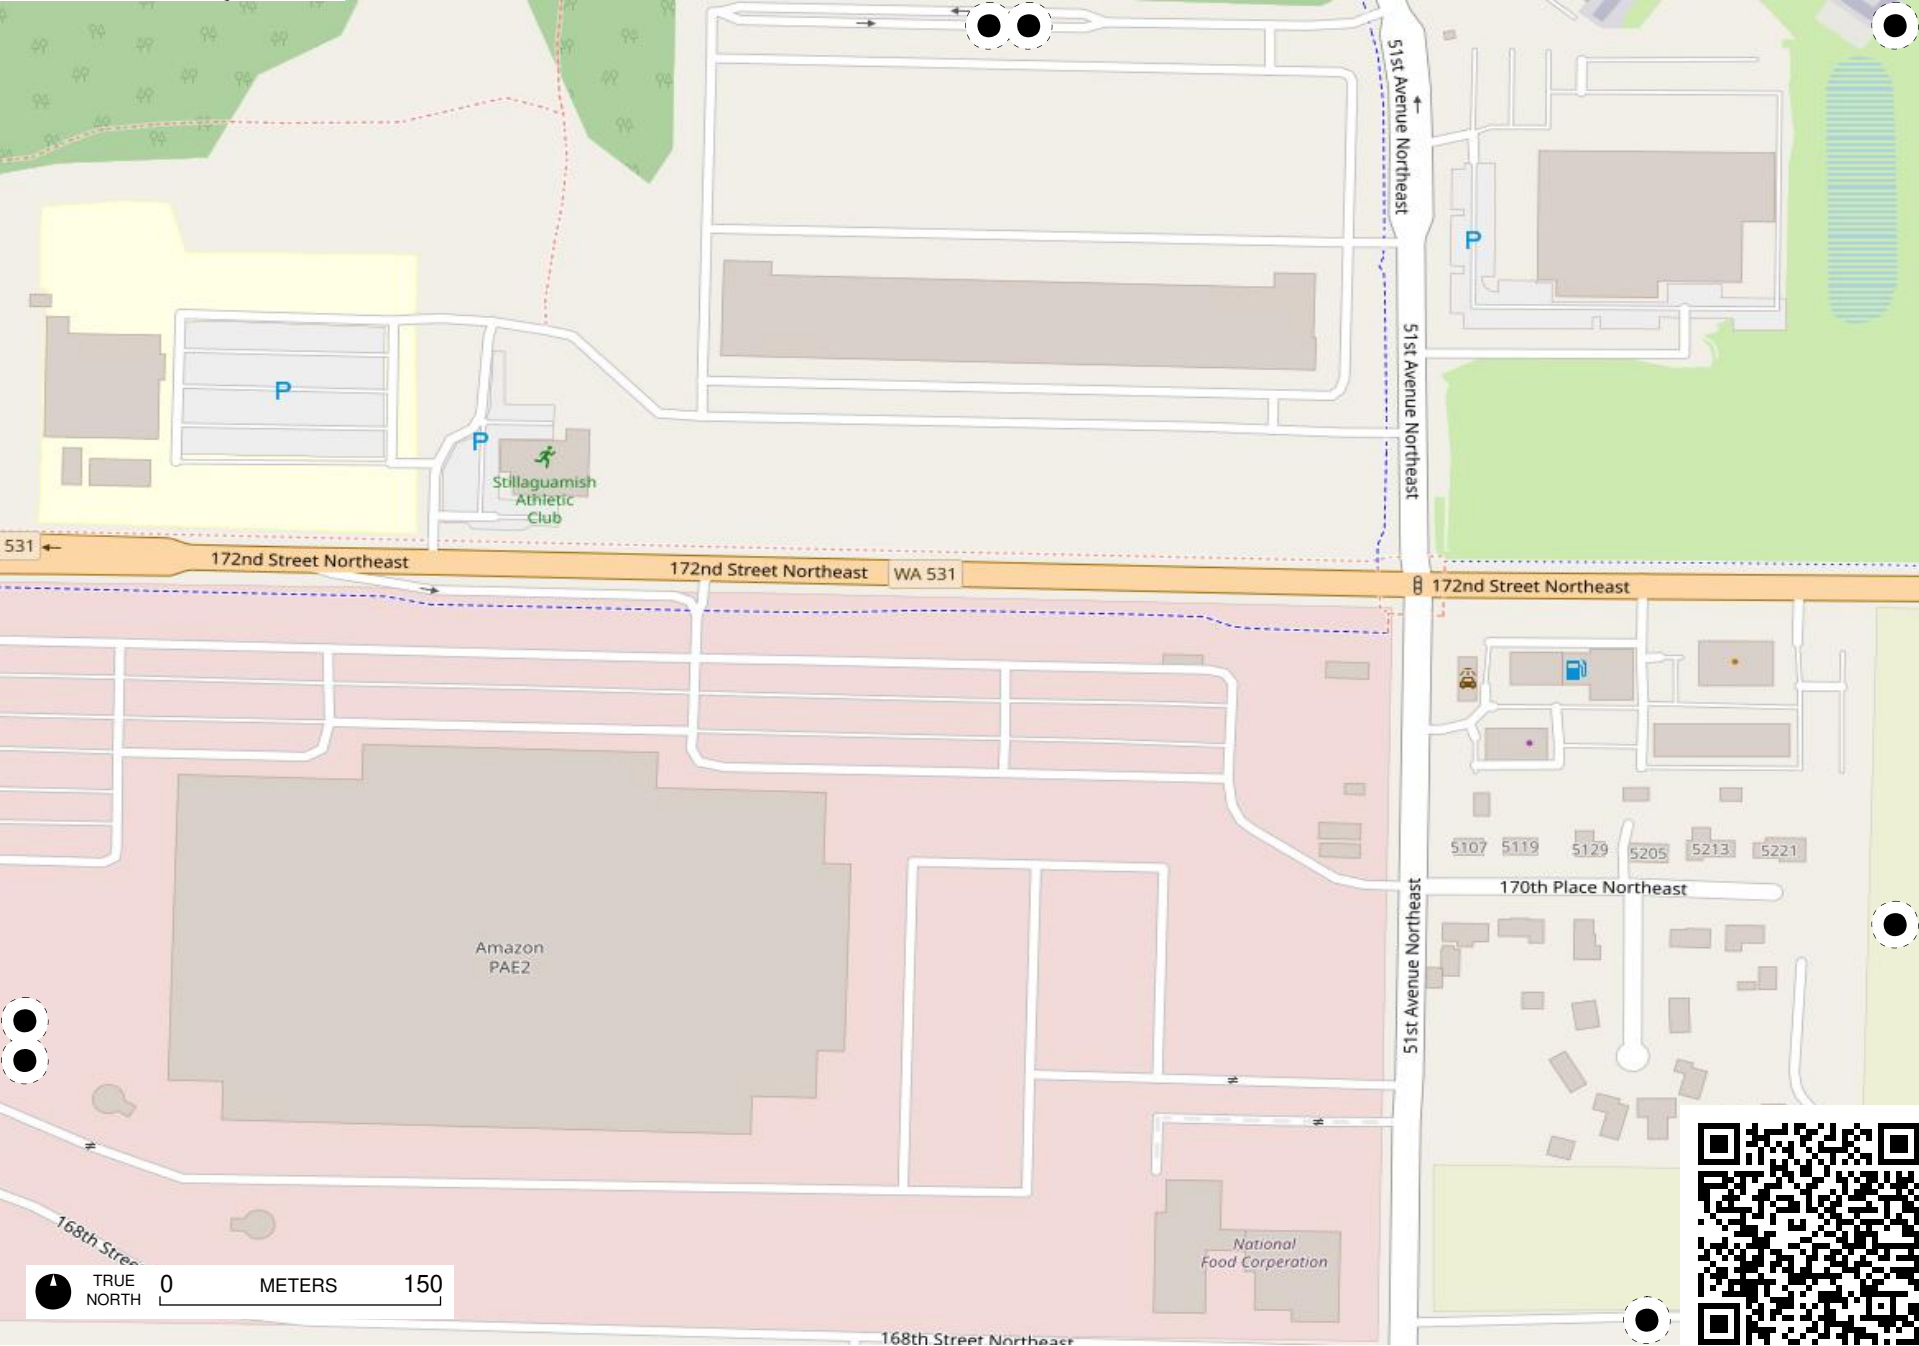 51st Avenue Northeast
P
51st Avenue Northeast
P
P
Stillaguamish
Athletic
Club
531
172nd Street Northeast
172nd Street Northeast
WA 531
172nd Street Northeast
5107
5119
5129
5205
5213
5221
170th Place Northeast
51st Avenue Northeast
Amazon
PAE2
168th Stree
National
Food Corperation
TRUE
NORTH
0
METERS
150
168th Street Northeast